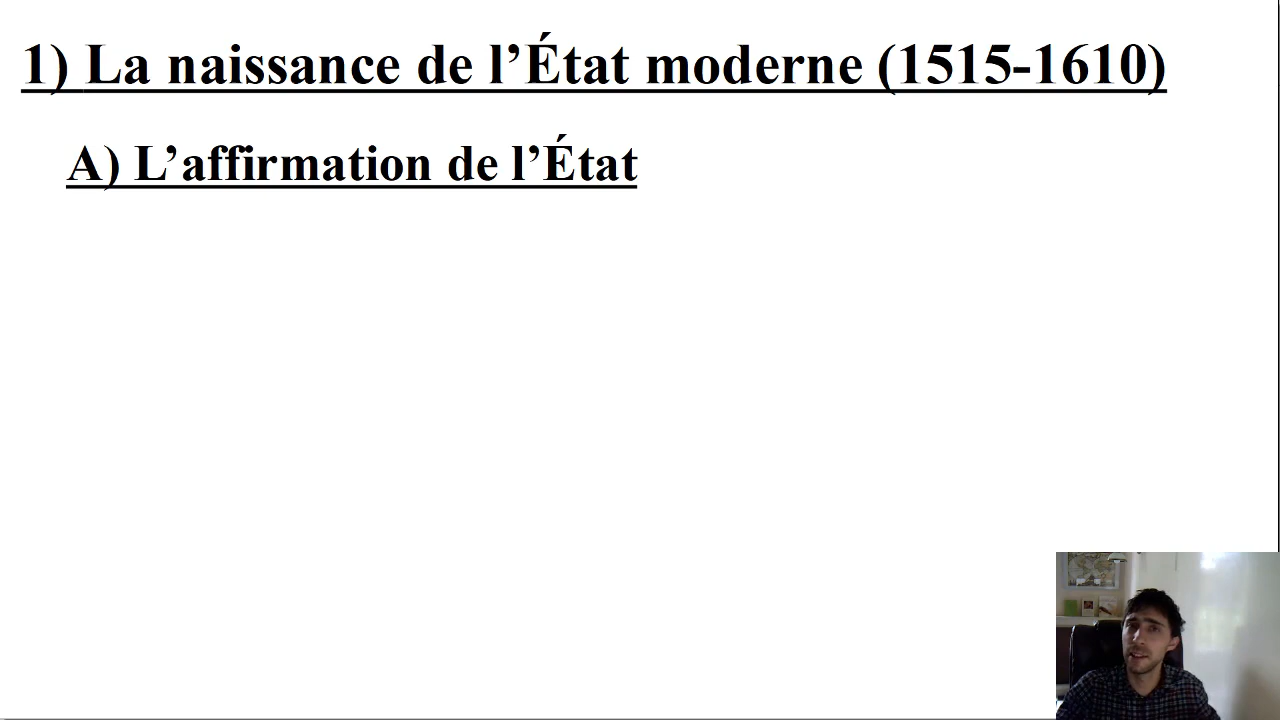 1) La naissance de l’État moderne (1515-1610)
A) L’affirmation de l’État